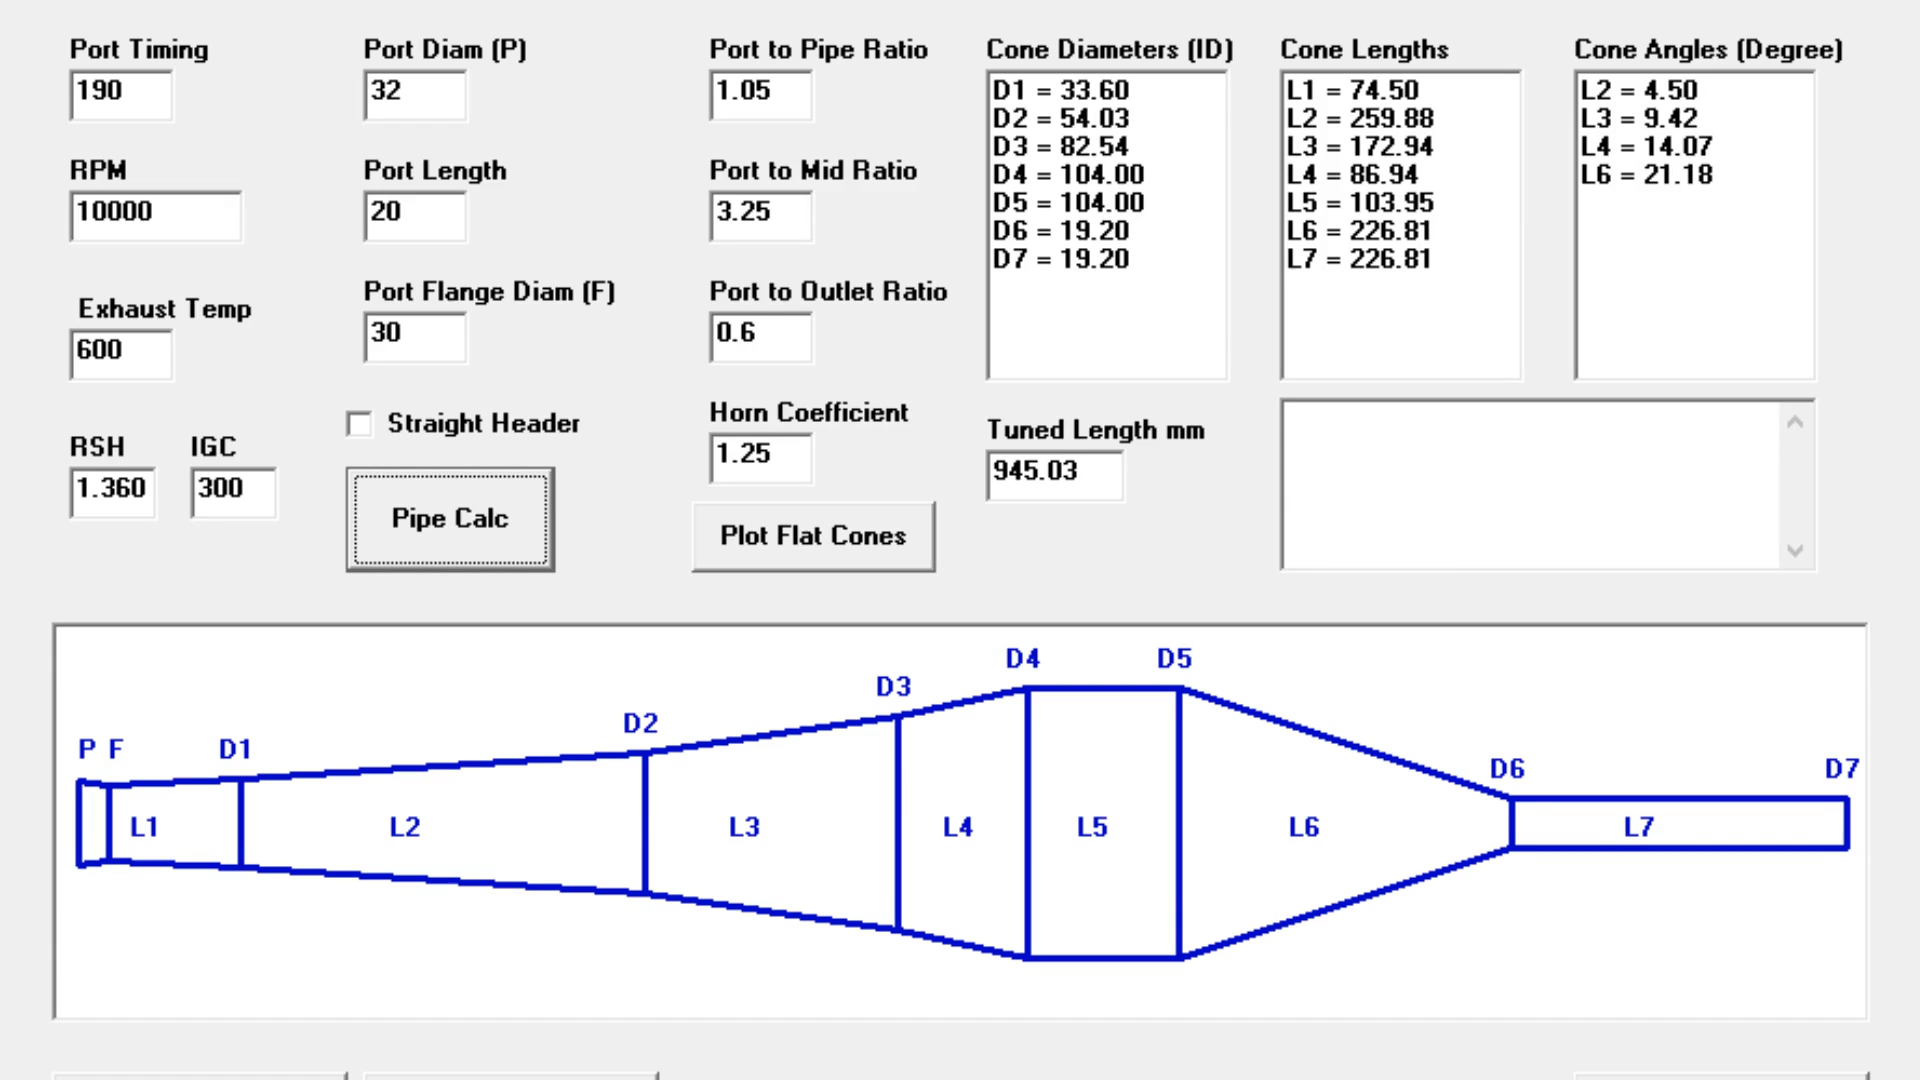 Port Timing
190
RPM
10000
Exhaust Temp
600
RSH
1.360
IGC
300
Port Diam (P)
32
Port Length
20
Port Flange Diam (F)
30
Straight Header
Pipe Calc
Port to Pipe Ratio
1.05
Port to Mid Ratio
3.25
Port to Outlet Ratio
0.6
Horn Coefficient
1.25
Plot Flat Cones
Cone Diameters (ID)
D1 = 33.60
D2 = 54.03
D3 = 82.54
D4 = 104.00
D5 = 104.00
D6 = 19.20
D7 = 19.20
Tuned Length mm
945.03
Cone Lengths
L1 = 74.50
L2 = 259.88
L3 = 172.94
L4 = 86.94
L5 = 103.95
L6 = 226.81
L7 = 226.81
Cone Angles (Degree)
L2 = 4.50
L3 = 9.42
L4 = 14.07
L6 = 21.18
P F D1 D2 D3 D4 D5 D6 D7
L1 L2 L3 L4 L5 L6 L7